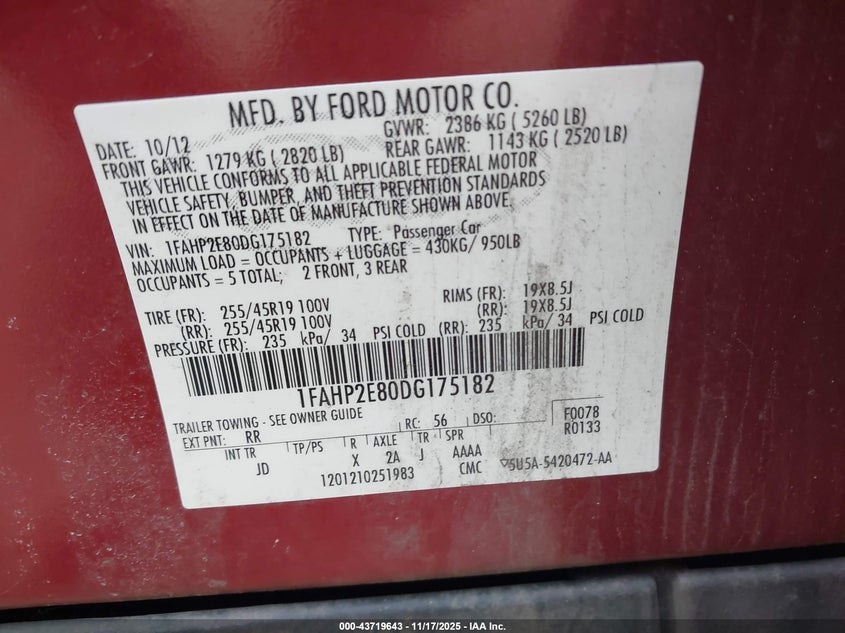 MFD. BY FORD MOTOR CO.
DATE: 10/12 GVWR: 2386 KG ( 5260 LB)
FRONT GAWR: 1279 KG ( 2820 LB) REAR GAWR: 1143 KG ( 2520 LB)
THIS VEHICLE CONFORMS TO ALL APPLICABLE FEDERAL MOTOR
VEHICLE SAFETY, BUMPER, AND THEFT PREVENTION STANDARDS
IN EFFECT ON THE DATE OF MANUFACTURE SHOWN ABOVE.
VIN: 1FAHP2E80DG175182 TYPE: Passenger Car
MAXIMUM LOAD = OCCUPANTS + LUGGAGE = 430KG/ 950LB
OCCUPANTS = 5 TOTAL; 2 FRONT, 3 REAR
TIRE (FR): 255/45R19 100V RIMS (FR): 19X8.5J
(RR): 255/45R19 100V (RR): 19X8.5J
PRESSURE (FR): 235 kPa/ 34 PSI COLD (RR): 235 kPa/ 34 PSI COLD
1FAHP2E80DG175182
TRAILER TOWING - SEE OWNER GUIDE
EXT PNT: RR RC: 56 DSO: F0078
R0133
INT TR TP/PS R AXLE TR SPR
JD X 2A J AAAA
1201210251983 CMC 5U5A-5420472-AA
000-43719643 — 11/17/2025 — IAA Inc.